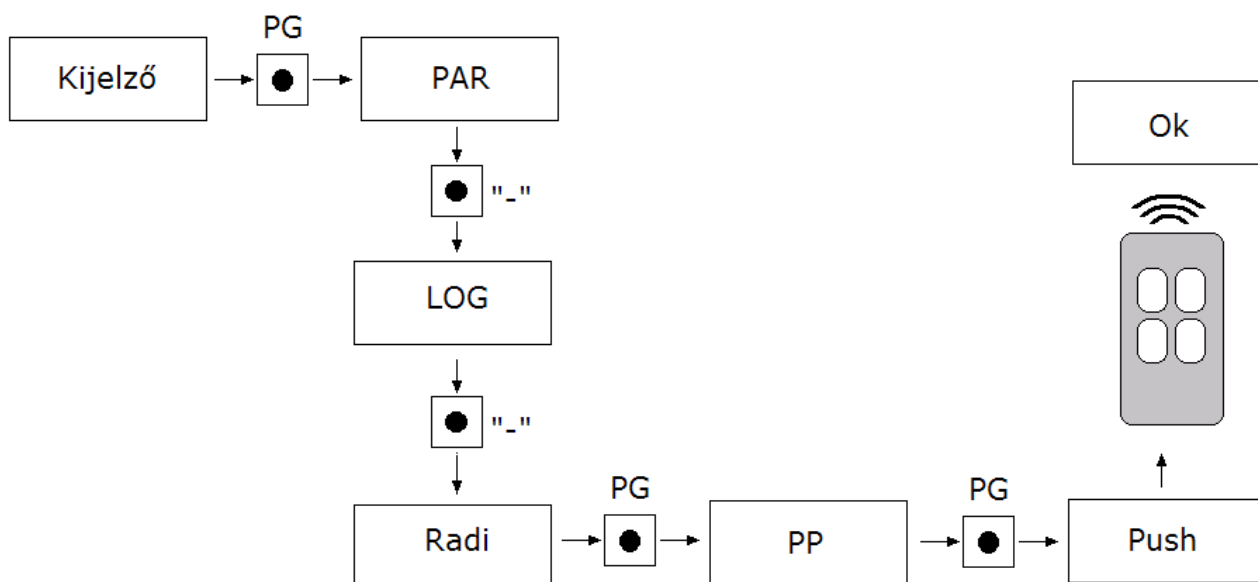 PG
Kijelző
PAR
Ok
"-"
LOG
"-"
PG
PG
Radi
PP
Push